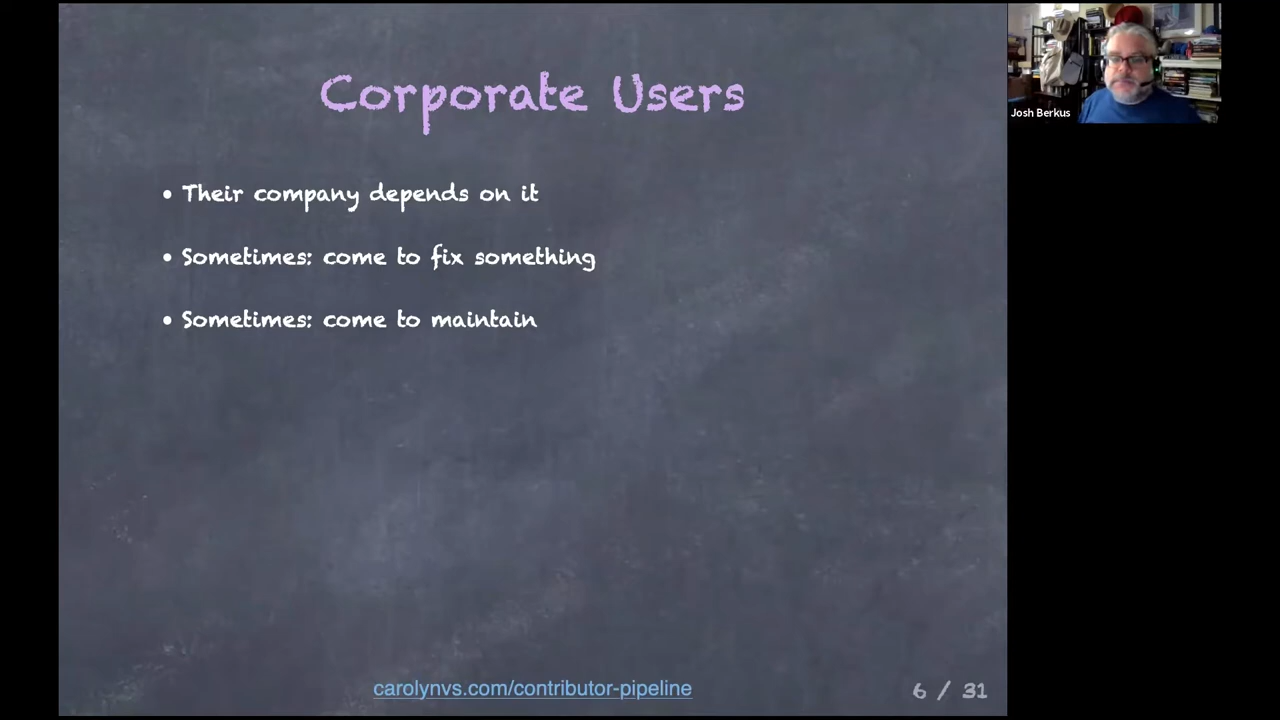 Corporate Users
• Their company depends on it
• Sometimes: come to fix something
• Sometimes: come to maintain
carolynvs.com/contributor-pipeline
6 / 31
Josh Berkus